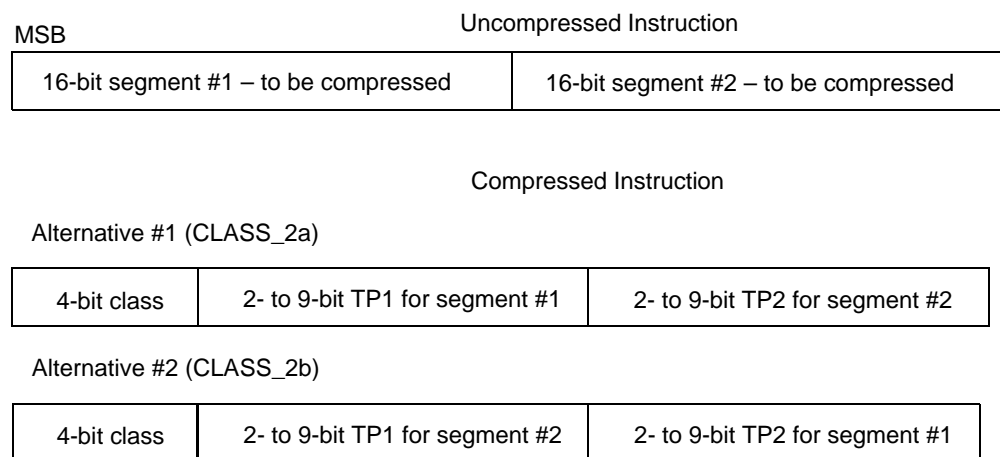 Uncompressed Instruction
MSB
16-bit segment #1 – to be compressed
16-bit segment #2 – to be compressed
Compressed Instruction
Alternative #1 (CLASS_2a)
4-bit class
2- to 9-bit TP1 for segment #1
2- to 9-bit TP2 for segment #2
Alternative #2 (CLASS_2b)
4-bit class
2- to 9-bit TP1 for segment #2
2- to 9-bit TP2 for segment #1